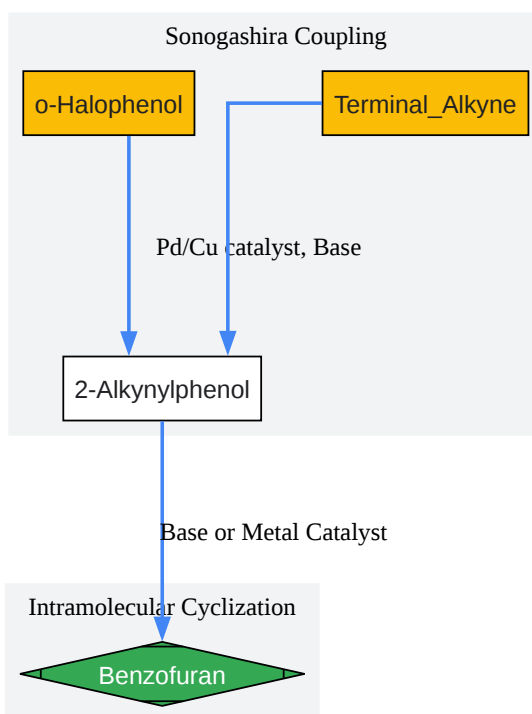 Sonogashira Coupling
o-Halophenol
Terminal_Alkyne
Pd/Cu catalyst, Base
2-Alkynylphenol
Base or Metal Catalyst
Intramolecular Cyclization
Benzofuran